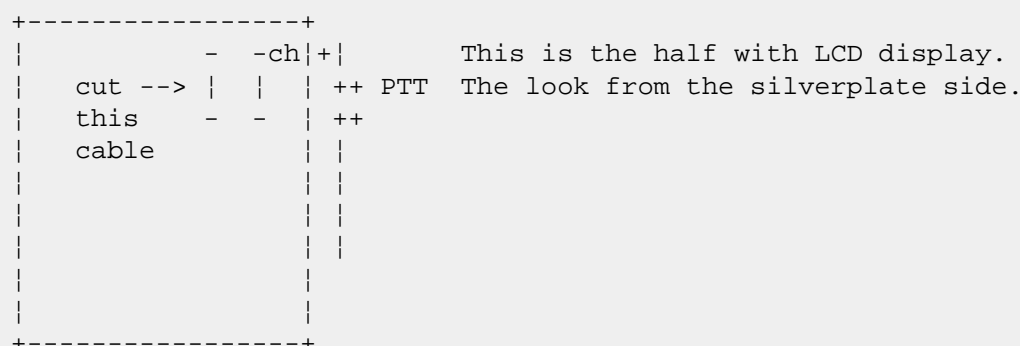 +------------------+
¦            -  -ch¦+¦       This is the half with LCD display.
¦   cut --> ¦  ¦  ¦ ++ PTT  The look from the silverplate side.
¦   this    -  -  ¦ ++
¦   cable         ¦ ¦
¦                 ¦ ¦
¦                 ¦ ¦
¦                 ¦ ¦
¦                 ¦
¦                 ¦
+------------------+